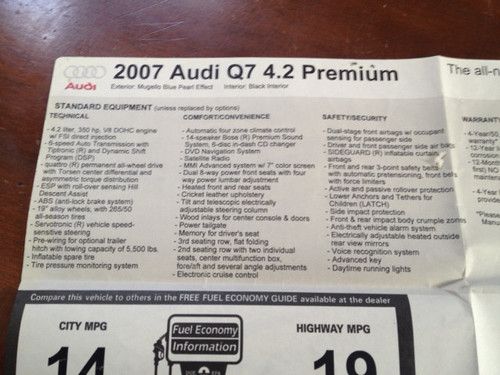 2007 Audi Q7 4.2 Premium
The all-n
Audi
Exterior: Mugello Blue Pearl Effect Interior: Black Interior
STANDARD EQUIPMENT (unless replaced by options)
TECHNICAL
- 4.2 liter, 350 hp, V8 DOHC engine
w/ FSI direct injection
- 6-speed Auto Transmission with
Tiptronic (R) and Dynamic Shift
Program (DSP)
- quattro (R) permanent all-wheel drive
with Torsen center differential and
asymmetric torque distribution
- ESP with roll-over sensing Hill
Descent Assist
- ABS (anti-lock brake system)
- 19" alloy wheels, with 265/50
all-season tires
- Servotronic (R) vehicle speed-
sensitive steering
- Pre-wiring for optional trailer
hitch with towing capacity of 5,500 lbs.
- Inflatable spare tire
- Tire pressure monitoring system
COMFORT/CONVENIENCE
- Automatic four zone climate control
- 14-speaker Bose (R) Premium Sound
System, 6-disc in-dash CD changer
- DVD Navigation System
- Satellite Radio
- MMI Advanced system w/ 7" color screen
- Dual 8-way power front seats with four
way power lumbar adjustment
- Heated front and rear seats
- Cricket leather upholstery
- Tilt and telescopic electrically
adjustable steering column
- Wood inlays for center console & doors
- Power tailgate
- Memory for driver's seat
- 3rd seating row, flat folding
- 2nd seating row with two individual
seats, center multifunction box,
fore/aft and several angle adjustments
- Electronic cruise control
SAFETY/SECURITY
- Dual-stage front airbags w/ occupant
sensing for passenger side
- Driver and front passenger side air bags
- SIDEGUARD (R) inflatable curtain
airbags
- Front and rear 3-point safety belts
with automatic pretensioning, front belts
with force limiters
- Active and passive rollover protection
- Lower Anchors and Tethers for
Children (LATCH)
- Side impact protection
- Front & rear impact body crumple zones
- Anti-theft vehicle alarm system
- Electrically adjustable heated outside
rear view mirrors
- Voice recognition system
- Advanced key
- Daytime running lights
WARRANT
- 4-Year/50
warranty*
- 12-Year
corrosi
- 12-Mont
first) NO
maint
- 4-Year
provide
*Please
Manu
Compare this vehicle to others in the FREE FUEL ECONOMY GUIDE available at the dealer
CITY MPG
14
Fuel Economy
Information
HIGHWAY MPG
19